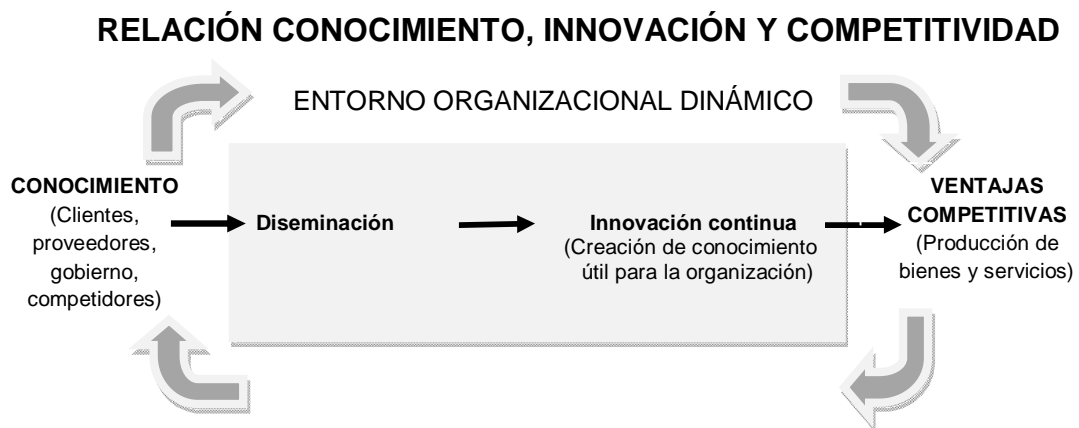 RELACIÓN CONOCIMIENTO, INNOVACIÓN Y COMPETITIVIDAD
ENTORNO ORGANIZACIONAL DINÁMICO
CONOCIMIENTO
(Clientes,
proveedores,
gobierno,
competidores)
Diseminación
Innovación continua
(Creación de conocimiento
útil para la organización)
VENTAJAS
COMPETITIVAS
(Producción de
bienes y servicios)